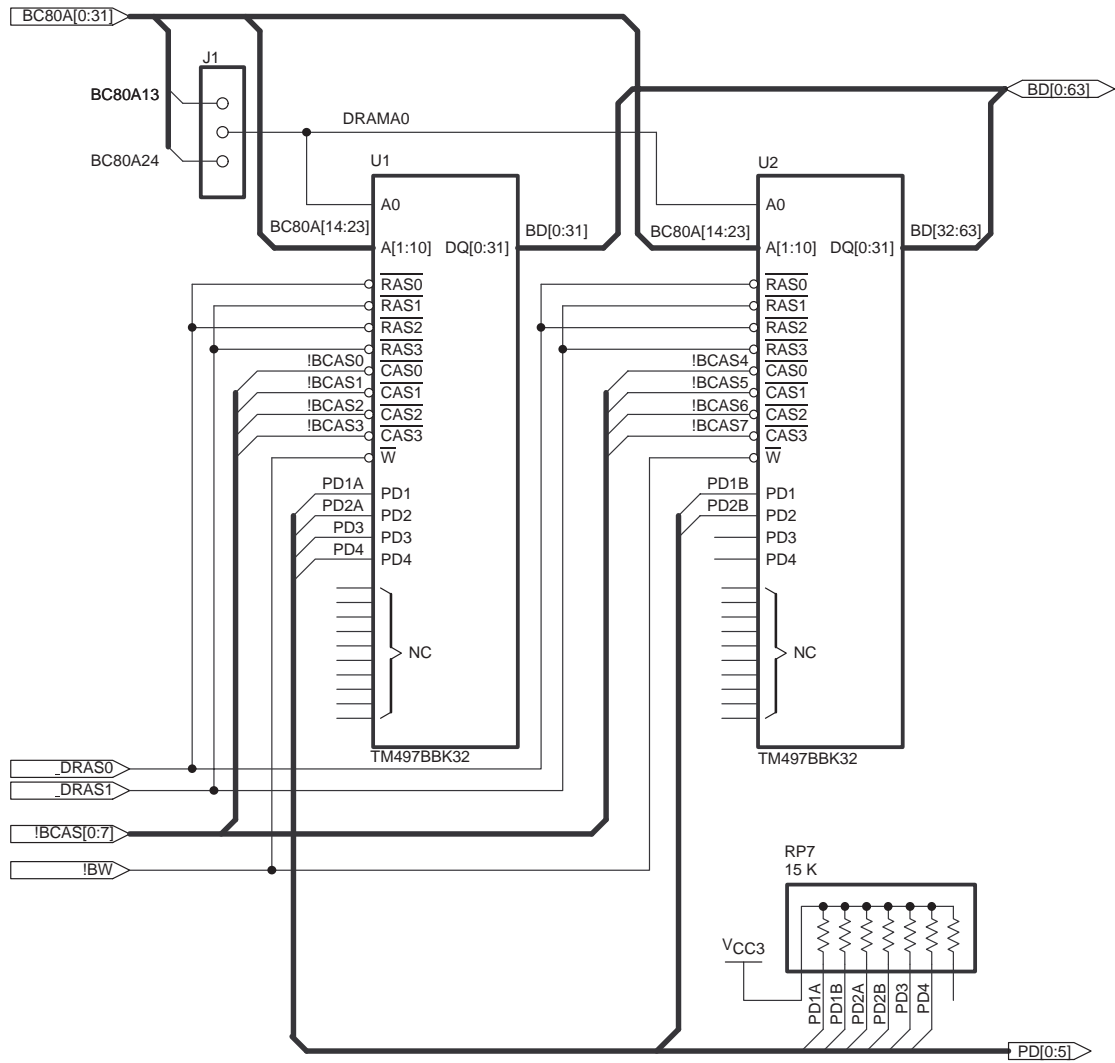 BC80A[0:31]
J1
BC80A13
BD[0:63]
DRAMA0
BC80A24
U1
U2
A0
A0
BC80A[14:23]
BD[0:31]
BC80A[14:23]
BD[32:63]
A[1:10]
DQ[0:31]
A[1:10]
DQ[0:31]
RAS0
RAS0
RAS1
RAS1
RAS2
RAS2
RAS3
RAS3
!BCAS0
CAS0
!BCAS4
CAS0
!BCAS1
CAS1
!BCAS5
CAS1
!BCAS2
CAS2
!BCAS6
CAS2
!BCAS3
CAS3
!BCAS7
CAS3
W
W
PD1A
PD1
PD1B
PD1
PD2A
PD2
PD2B
PD2
PD3
PD3
PD3
PD4
PD4
PD4
NC
NC
TM497BBK32
TM497BBK32
_DRAS0
_DRAS1
!BCAS[0:7]
!BW
RP7
15 K
VCC3
PD1A
PD1B
PD2A
PD2B
PD3
PD4
PD[0:5]